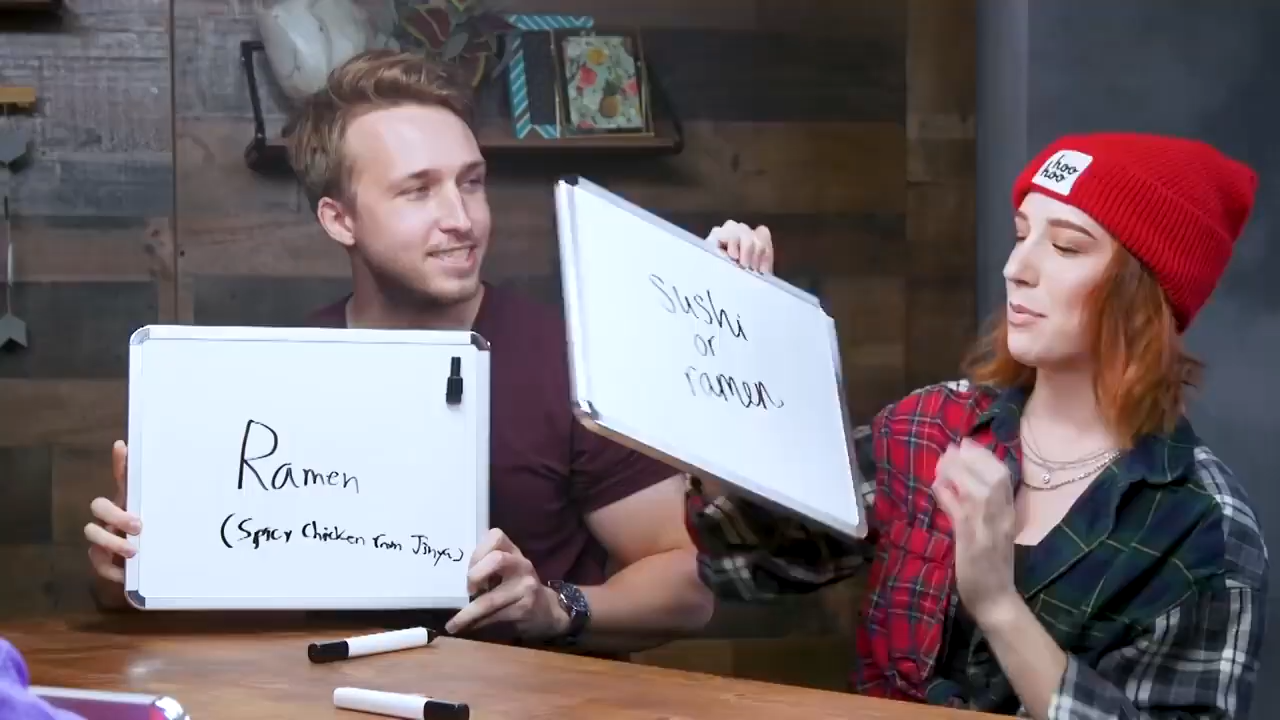 Ramen
(Spicy Chicken from Jinya)
sushi
or
ramen
hoo
hoo